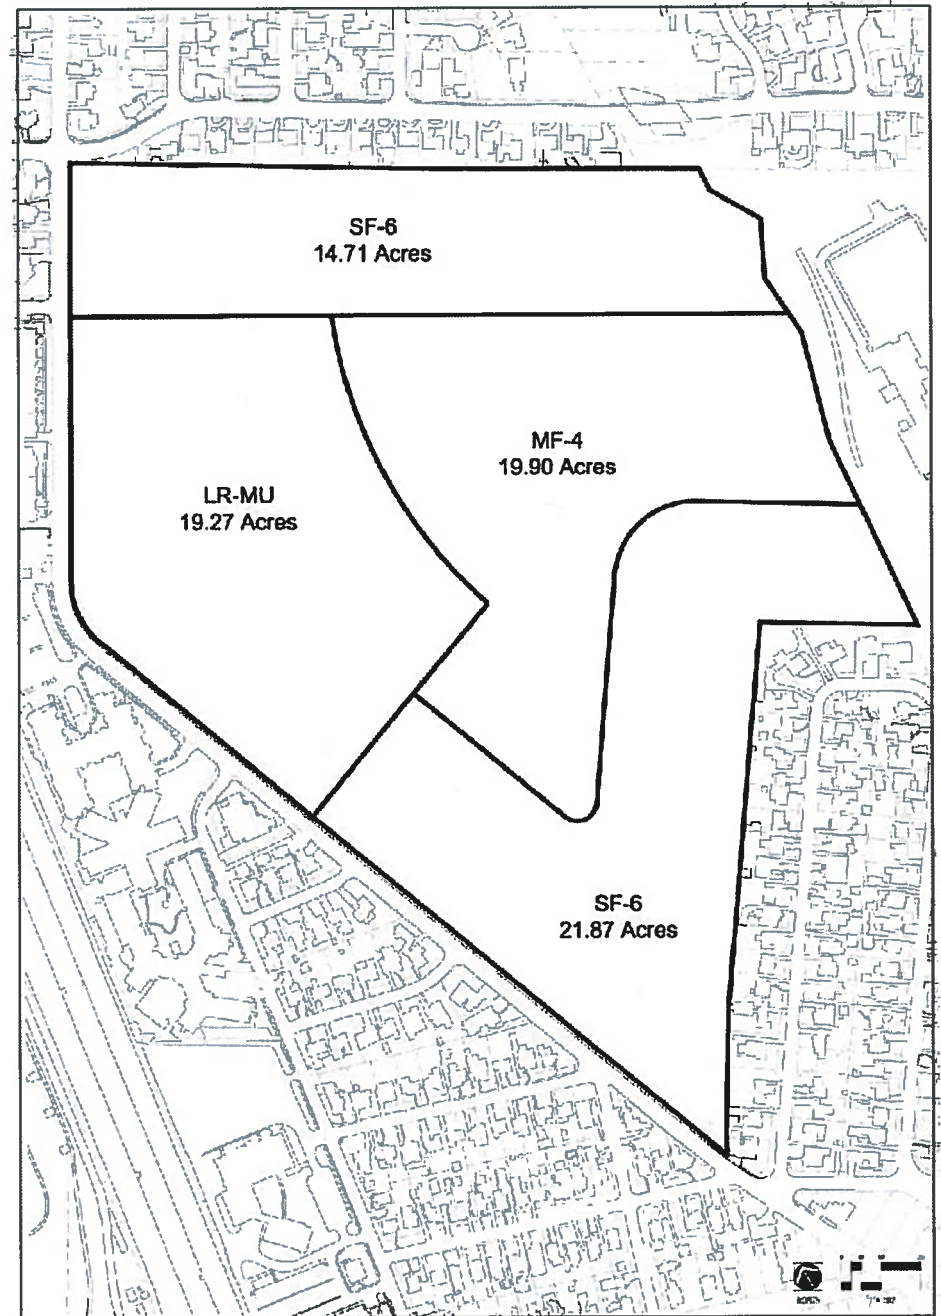 SF-6
14.71 Acres
MF-4
19.90 Acres
LR-MU
19.27 Acres
SF-6
21.87 Acres